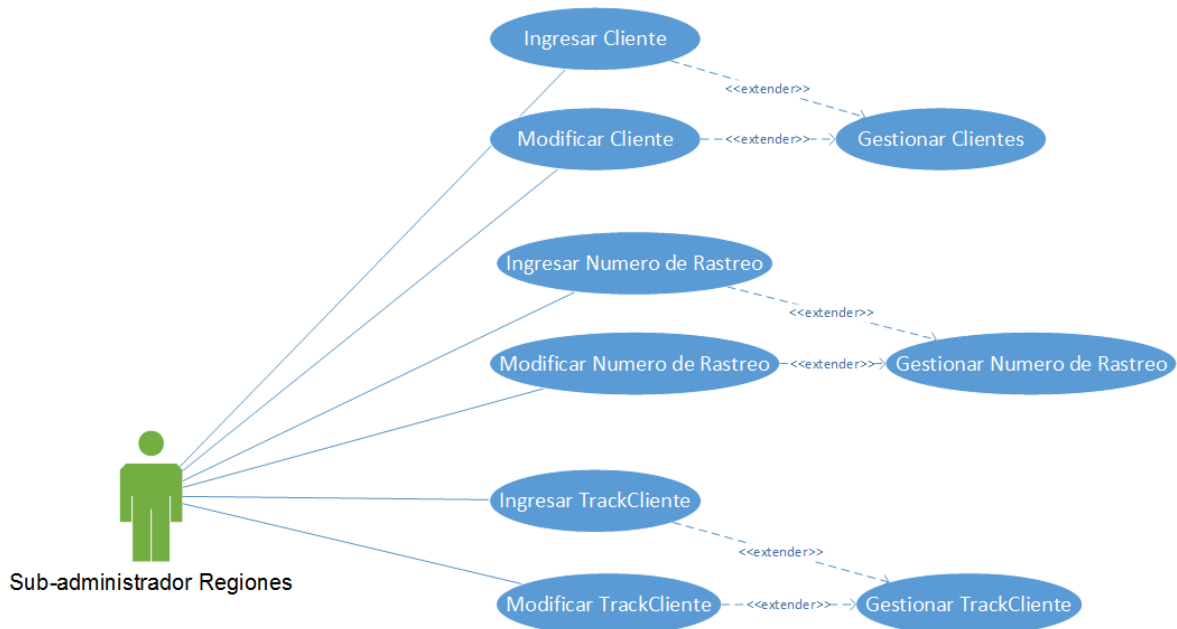 Ingresar Cliente
<<extender>>
Modificar Cliente
<<extender>>
Gestionar Clientes
Ingresar Numero de Rastreo
<<extender>>
Modificar Numero de Rastreo
<<extender>>
Gestionar Numero de Rastreo
Ingresar TrackCliente
<<extender>>
Sub-administrador Regiones
Modificar TrackCliente
<<extender>>
Gestionar TrackCliente